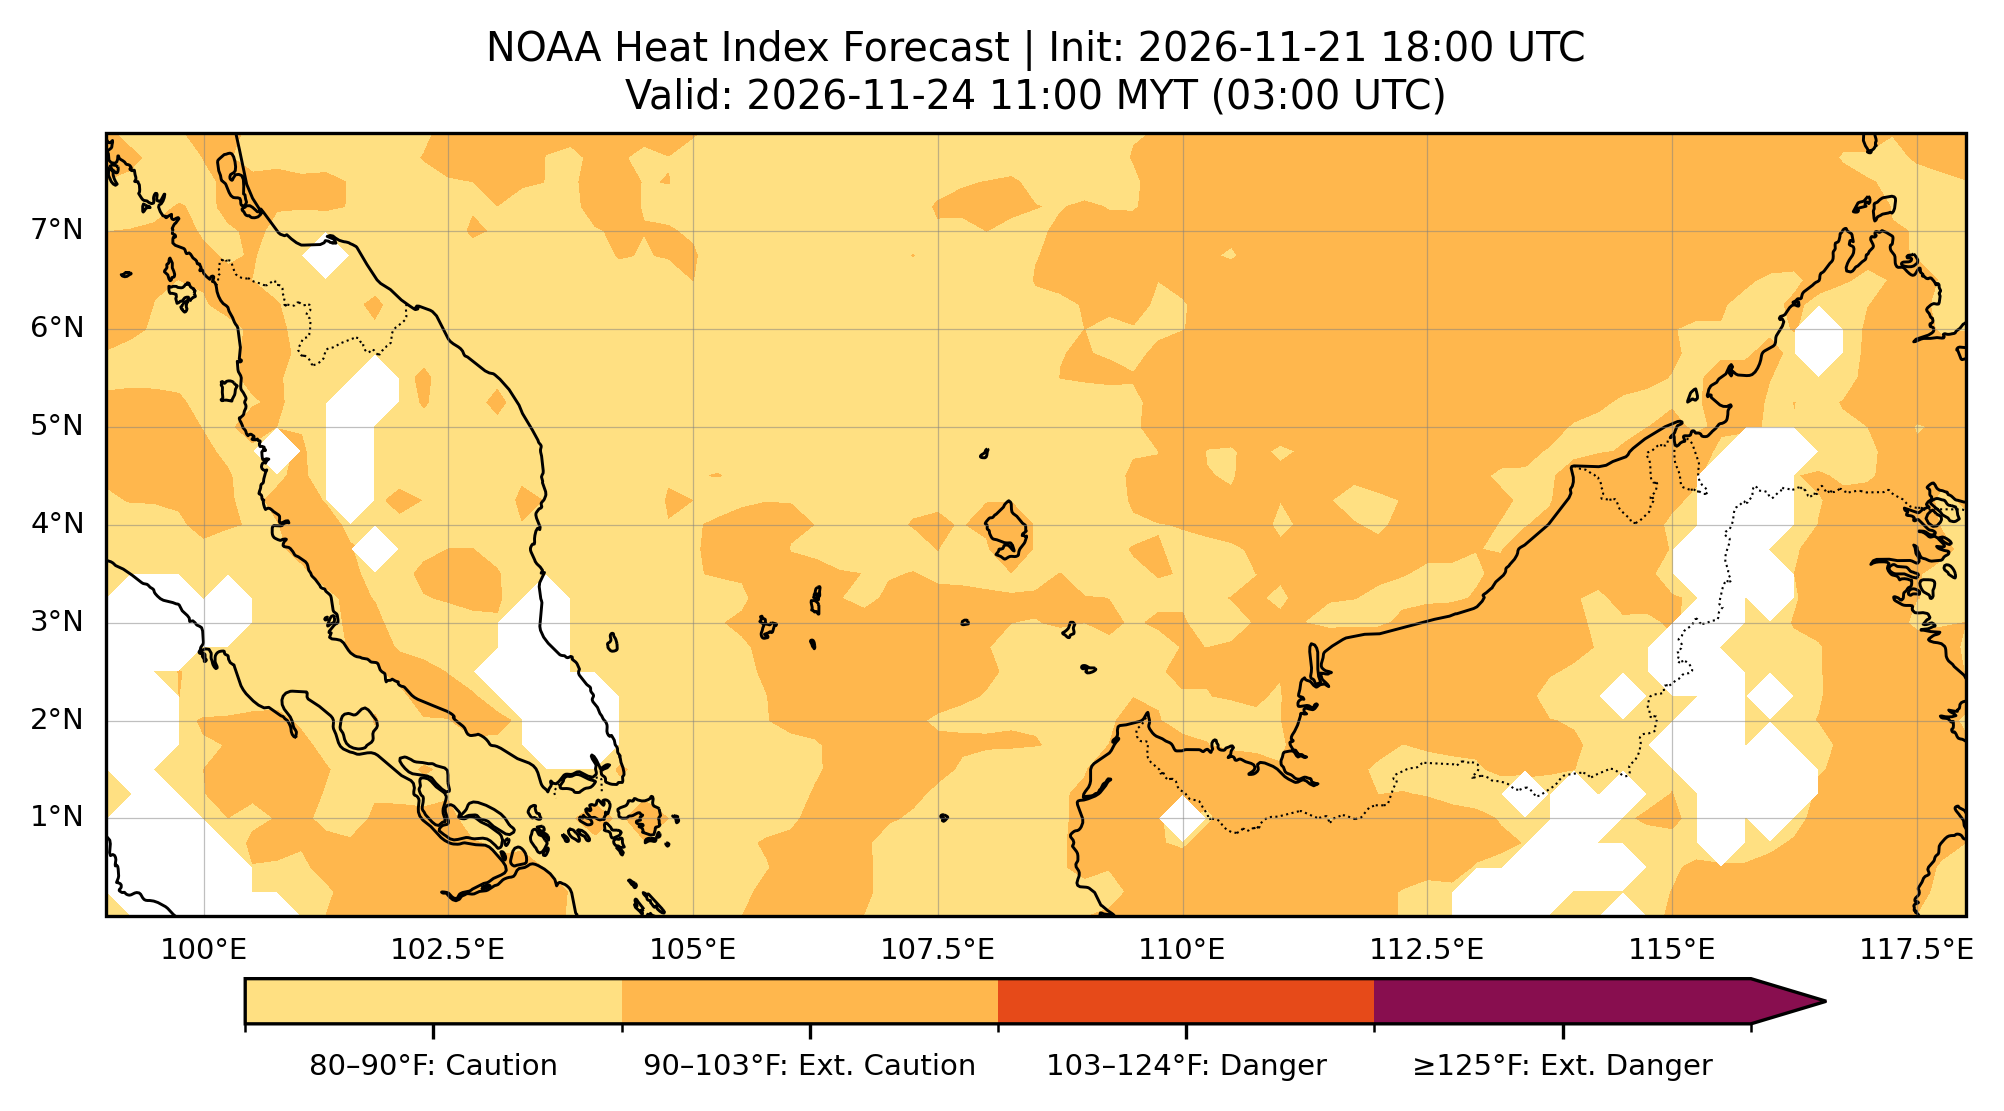 NOAA Heat Index Forecast | Init: 2026-11-21 18:00 UTC
Valid: 2026-11-24 11:00 MYT (03:00 UTC)
7°N
6°N
5°N
4°N
3°N
2°N
1°N
100°E
102.5°E
105°E
107.5°E
110°E
112.5°E
115°E
117.5°E
80–90°F: Caution
90–103°F: Ext. Caution
103–124°F: Danger
≥125°F: Ext. Danger